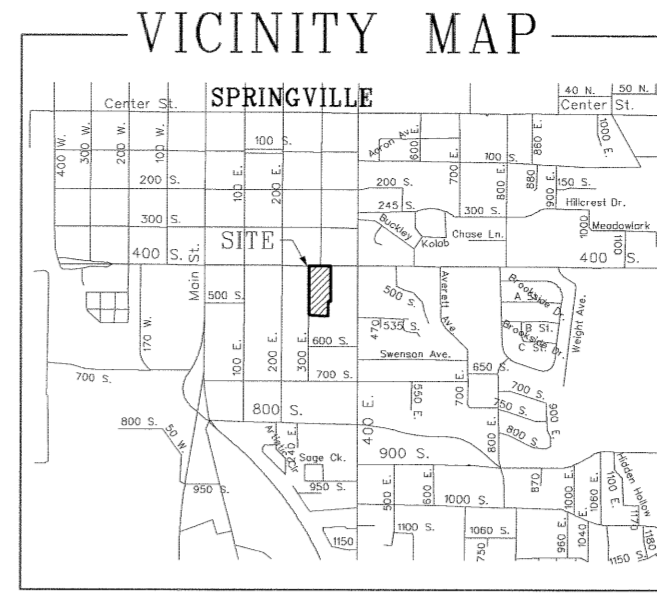 VICINITY MAP
SPRINGVILLE
Center St.
40 N.
50 N.
Center St.
400 W.
300 W.
200 W.
100 W.
100 S.
Aaron Av.
600 E.
700 E.
860 E.
1000 E.
100 S.
200 S.
100 E.
200 E.
200 S.
800 E.
880
900 E.
150 S.
245 S.
300 S.
Hillcrest Dr.
300 S.
Buckley
Kolob
Chase Ln.
1000
Meadowlark
1100
SITE
400 S.
400 S.
Main St.
500 S.
500 S.
Averett Ave.
Brookside Dr.
A St.
B St.
Brookside Dr.
C St.
Weight Ave.
170 W.
100 E.
200 E.
300 E.
600 S.
470
535 S.
Swenson Ave.
650 S.
700 S.
700 S.
550 E.
700 E.
700 S.
750 S.
900 E.
800 S.
800 S.
800 S.
50 W.
400 E.
800 E.
240 E.
Sage Ck.
900 S.
950 S.
950 S.
500 E.
600 E.
1000 S.
870
1000 E.
1060 E.
1100 E.
Hidden Hollow
1170
1180
1150
1100 S.
1060 S.
750
960 E.
1040 E.
1150 S.